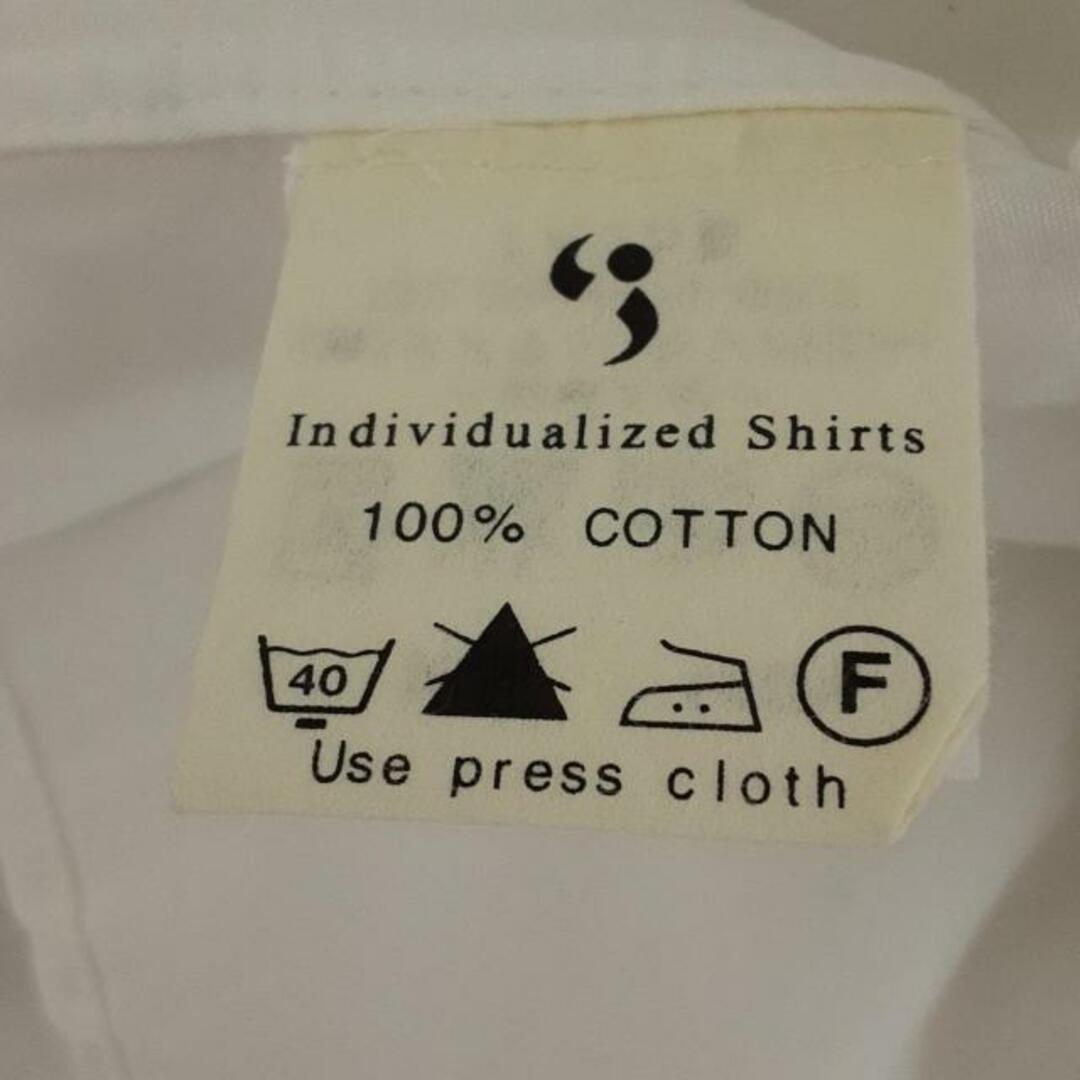 Individualized Shirts
100% COTTON
40 F
Use press cloth